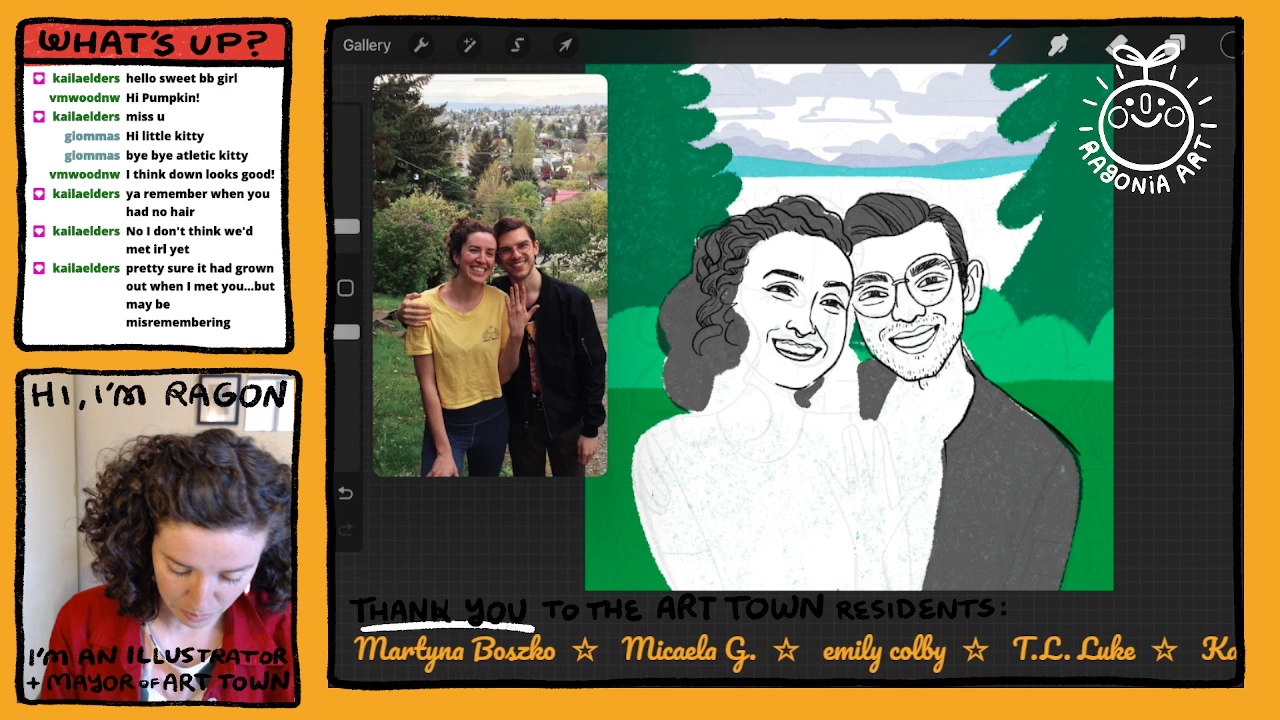 WHAT'S UP?
kailaelders hello sweet bb girl
vmwoodnw Hi Pumpkin!
kailaelders miss u
giommas Hi little kitty
giommas bye bye atletic kitty
vmwoodnw I think down looks good!
kailaelders ya remember when you
had no hair
kailaelders No I don't think we'd
met irl yet
kailaelders pretty sure it had grown
out when I met you...but
may be
misremembering
HI, I'M RAGON
I'M AN ILLUSTRATOR
+ MAYOR OF ART TOWN
Gallery
RAGONIA ART
THANK YOU TO THE ART TOWN RESIDENTS:
Martyna Boszko ☆ Micaela G. ☆ emily colby ☆ T.L. Luke ☆ Ka